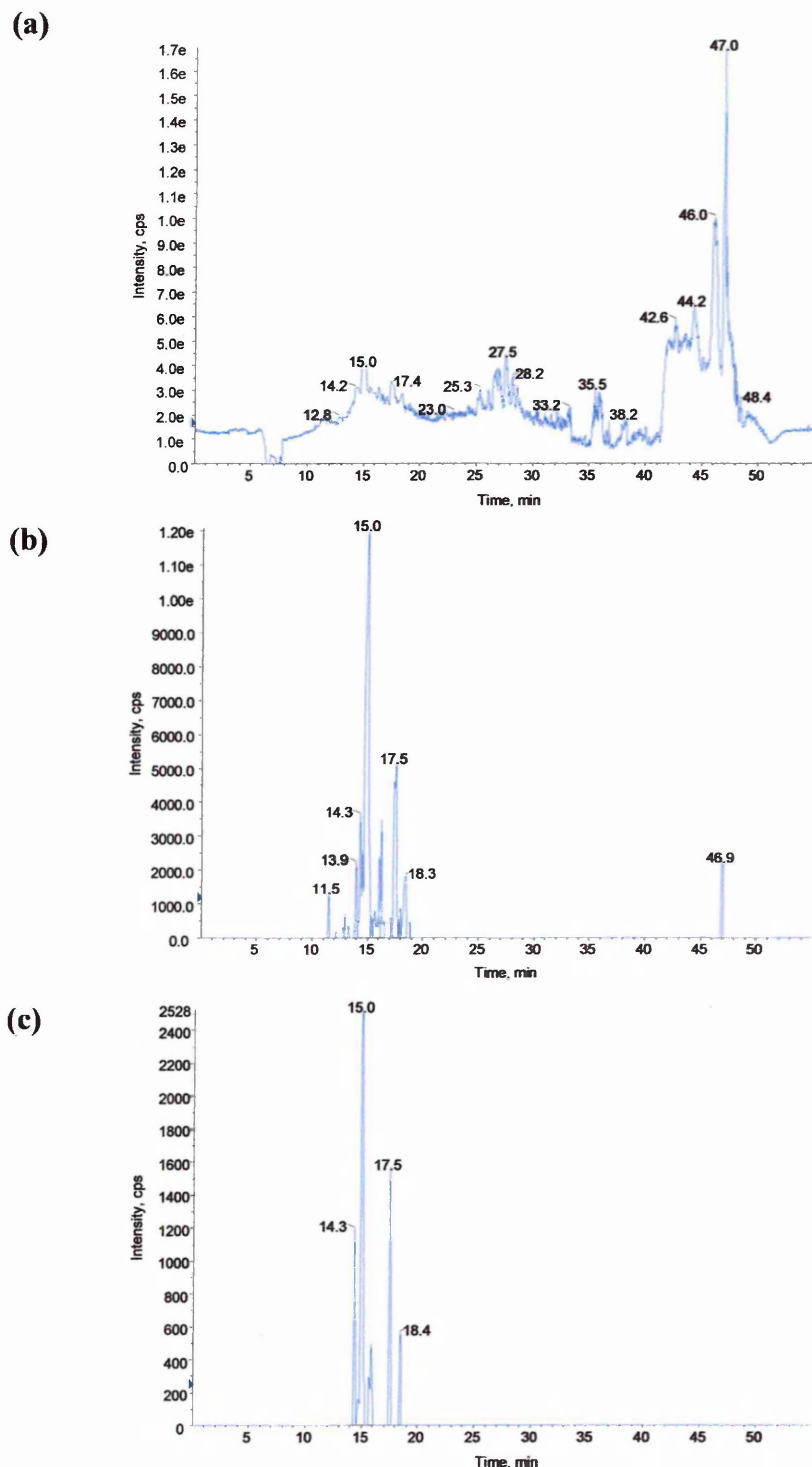 (a)
47.0
1.7e
1.6e
1.5e
1.4e
1.3e
1.2e
1.1e
1.0e
9.0e
8.0e
7.0e
6.0e
5.0e
4.0e
3.0e
2.0e
1.0e
0.0
Intensity, cps
12.8
14.2
15.0
17.4
23.0
25.3
27.5
28.2
33.2
35.5
38.2
42.6
44.2
46.0
48.4
5 10 15 20 25 30 35 40 45 50
Time, min
(b)
15.0
1.20e
1.10e
1.00e
9000.0
8000.0
7000.0
6000.0
5000.0
4000.0
3000.0
2000.0
1000.0
0.0
Intensity, cps
11.5
13.9
14.3
17.5
18.3
46.9
5 10 15 20 25 30 35 40 45 50
Time, min
(c)
15.0
2528
2400
2200
2000
1800
1600
1400
1200
1000
800
600
400
200
0
Intensity, cps
14.3
17.5
18.4
5 10 15 20 25 30 35 40 45 50
Time, min